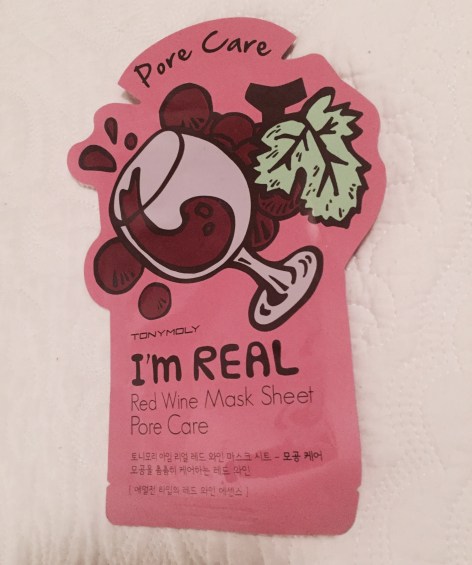 Pore Care
TONYMOLY
I'm REAL
Red Wine Mask Sheet
Pore Care
토니모리 아임 리얼 레드 와인 마스크 시트 - 모공 케어
모공을 촘촘히 케어하는 레드 와인
[ 에멀전 타입의 레드 와인 에센스 ]